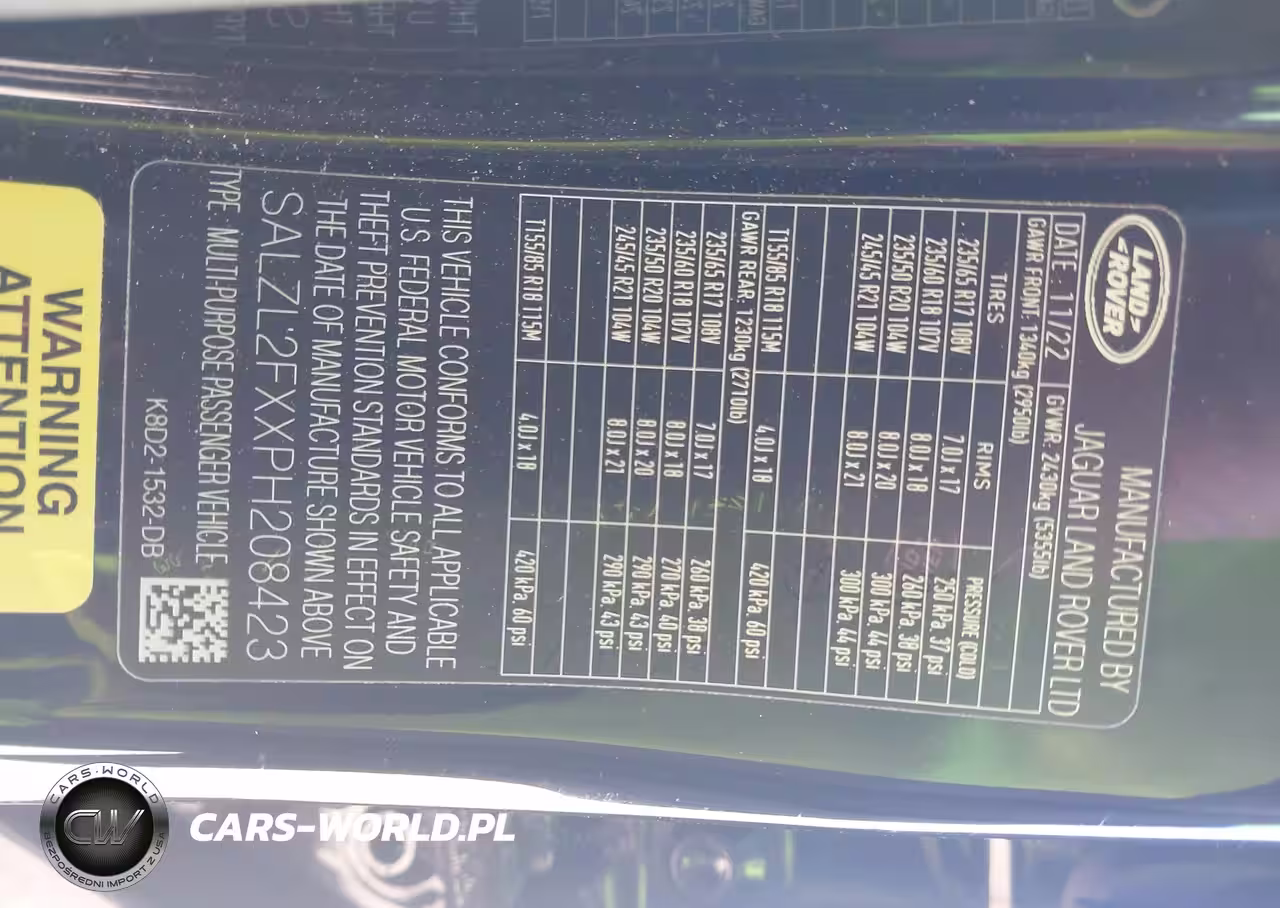 LAND-
-ROVER
MANUFACTURED BY
JAGUAR LAND ROVER LTD
DATE: 11/22 GWVR: 2430kg (5355lb)
GAWR FRONT: 1340kg (2950lb)
TIRES RIMS PRESSURE (COLD)
235/65 R17 108V 7.0J x 17 250 kPa, 37 psi
235/60 R18 107V 8.0J x 18 260 kPa, 38 psi
235/50 R20 104W 8.0J x 20 300 kPa, 44 psi
245/45 R21 104W 8.0J x 21 300 kPa, 44 psi
T155/85 R18 115M 4.0J x 18 420 kPa, 60 psi
GAWR REAR: 1230kg (2710lb)
235/65 R17 108V 7.0J x 17 260 kPa, 38 psi
235/60 R18 107V 8.0J x 18 270 kPa, 40 psi
235/50 R20 104W 8.0J x 20 290 kPa, 43 psi
245/45 R21 104W 8.0J x 21 290 kPa, 43 psi
T155/85 R18 115M 4.0J x 18 420 kPa, 60 psi
THIS VEHICLE CONFORMS TO ALL APPLICABLE
U.S. FEDERAL MOTOR VEHICLE SAFETY AND
THEFT PREVENTION STANDARDS IN EFFECT ON
THE DATE OF MANUFACTURE SHOWN ABOVE
SALZL2FXXPH208423
TYPE: MULTI-PURPOSE PASSENGER VEHICLE
K8D2-1532-DB
WARNING
ATTENTION
CARS-WORLD
CW
BEZPOŚREDNI IMPORT Z USA
CARS-WORLD.PL